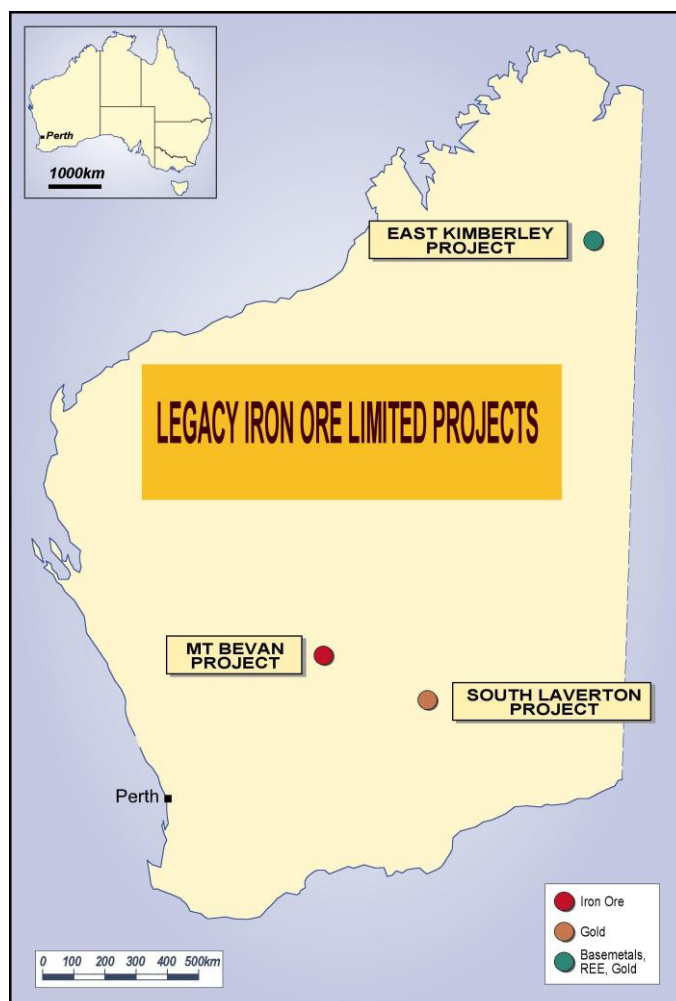 Perth
1000km
EAST KIMBERLEY
PROJECT
LEGACY IRON ORE LIMITED PROJECTS
MT BEVAN
PROJECT
SOUTH LAVERTON
PROJECT
Perth
Iron Ore
Gold
Basemetals,
REE, Gold
0 100 200 300 400 500km